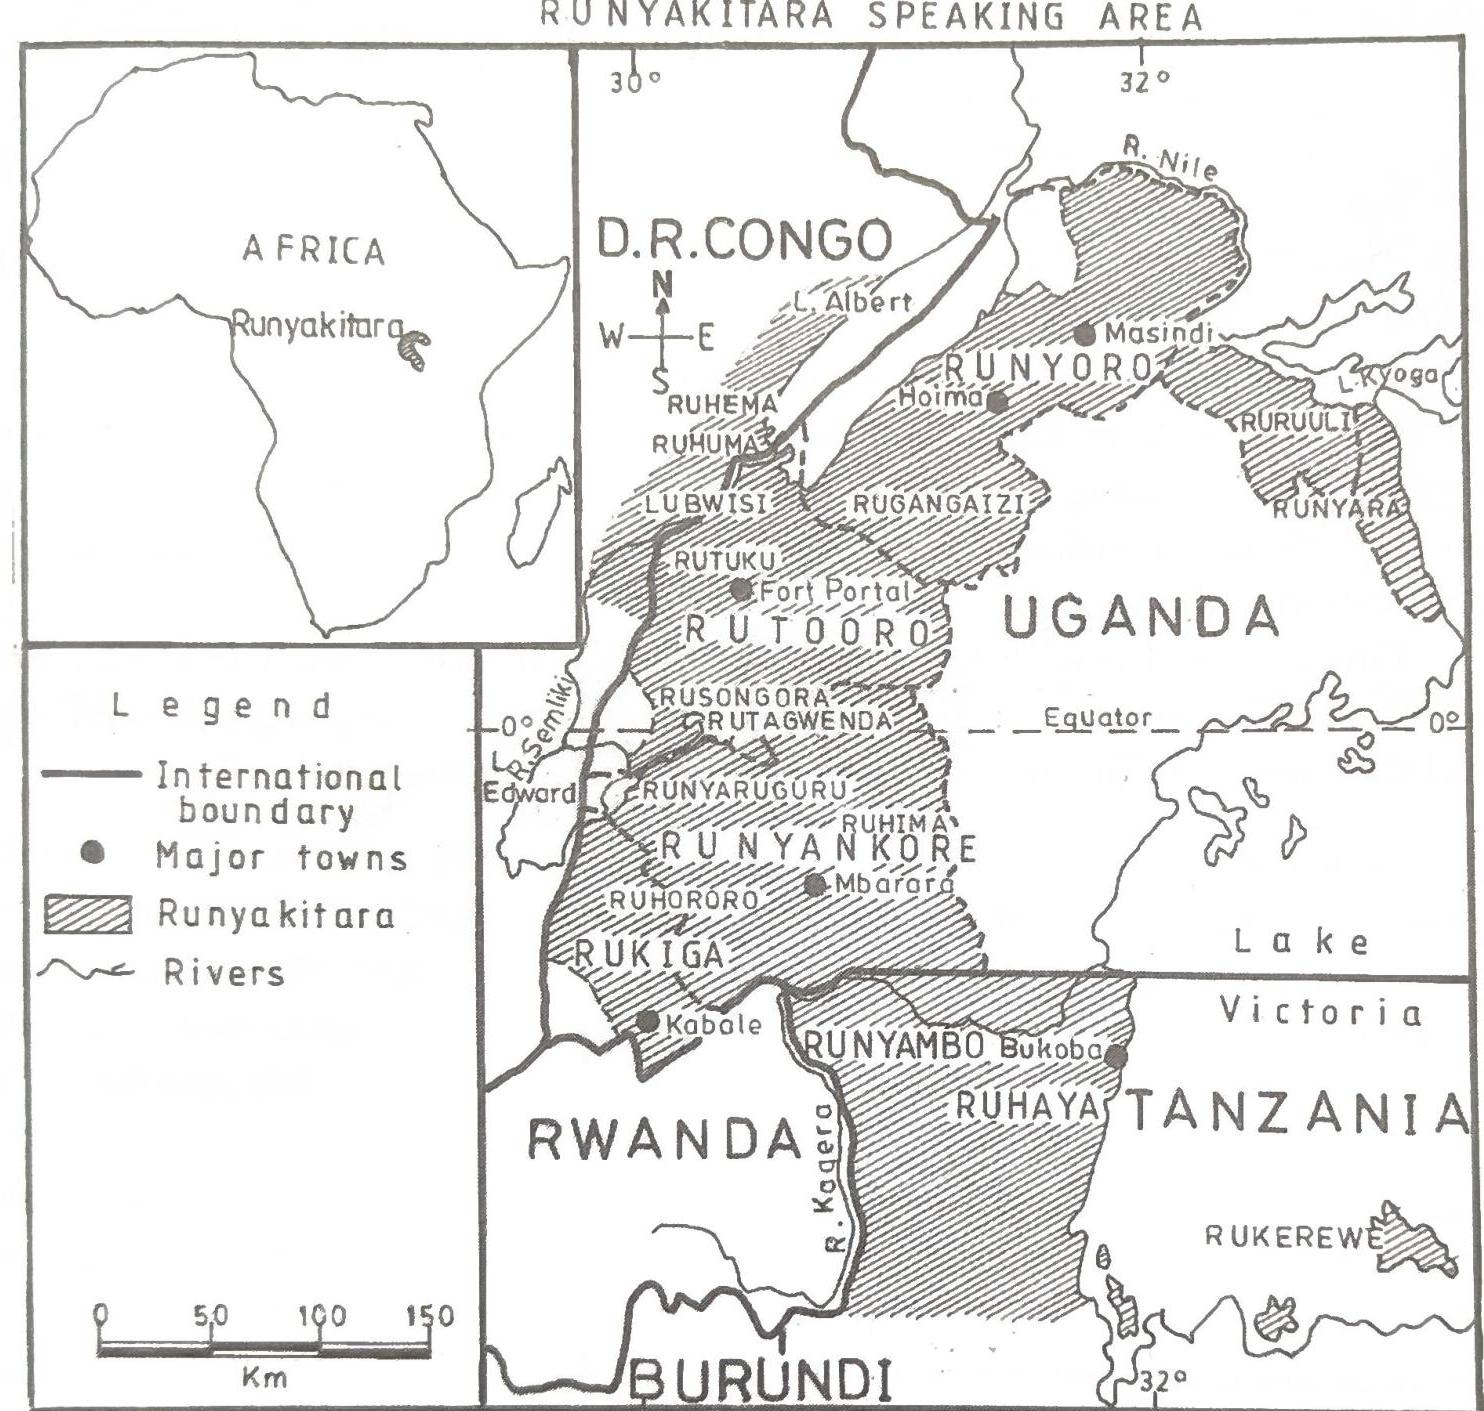 RUNYAKITARA SPEAKING AREA
30°
32°
R. Nile
AFRICA
D.R.CONGO
N
W E
S
L. Albert
Runyakitara
Masindi
RUNYORO
L. Kyoga
Hoima
RUHEMA
RURUULI
RUHUMA
LUBWISI
RUGANGAIZI
RUNYARA
RUTUKU
Fort Portal
UGANDA
RUTOORO
R. Semliki
RUSONGORA
0°
RUTAGWENDA
Equator
0°
L.
Edward
RUNYARUGURU
RUHIMA
RUNYANKORE
Mbarara
RUHORORO
RUKIGA
Lake
Victoria
Kabale
RUNYAMBO
Bukoba
RUHAYA
TANZANIA
RWANDA
R. Kagera
RUKEREWE
BURUNDI
32°
Legend
International
boundary
Major towns
Runyakitara
Rivers
0 50 100 150
Km